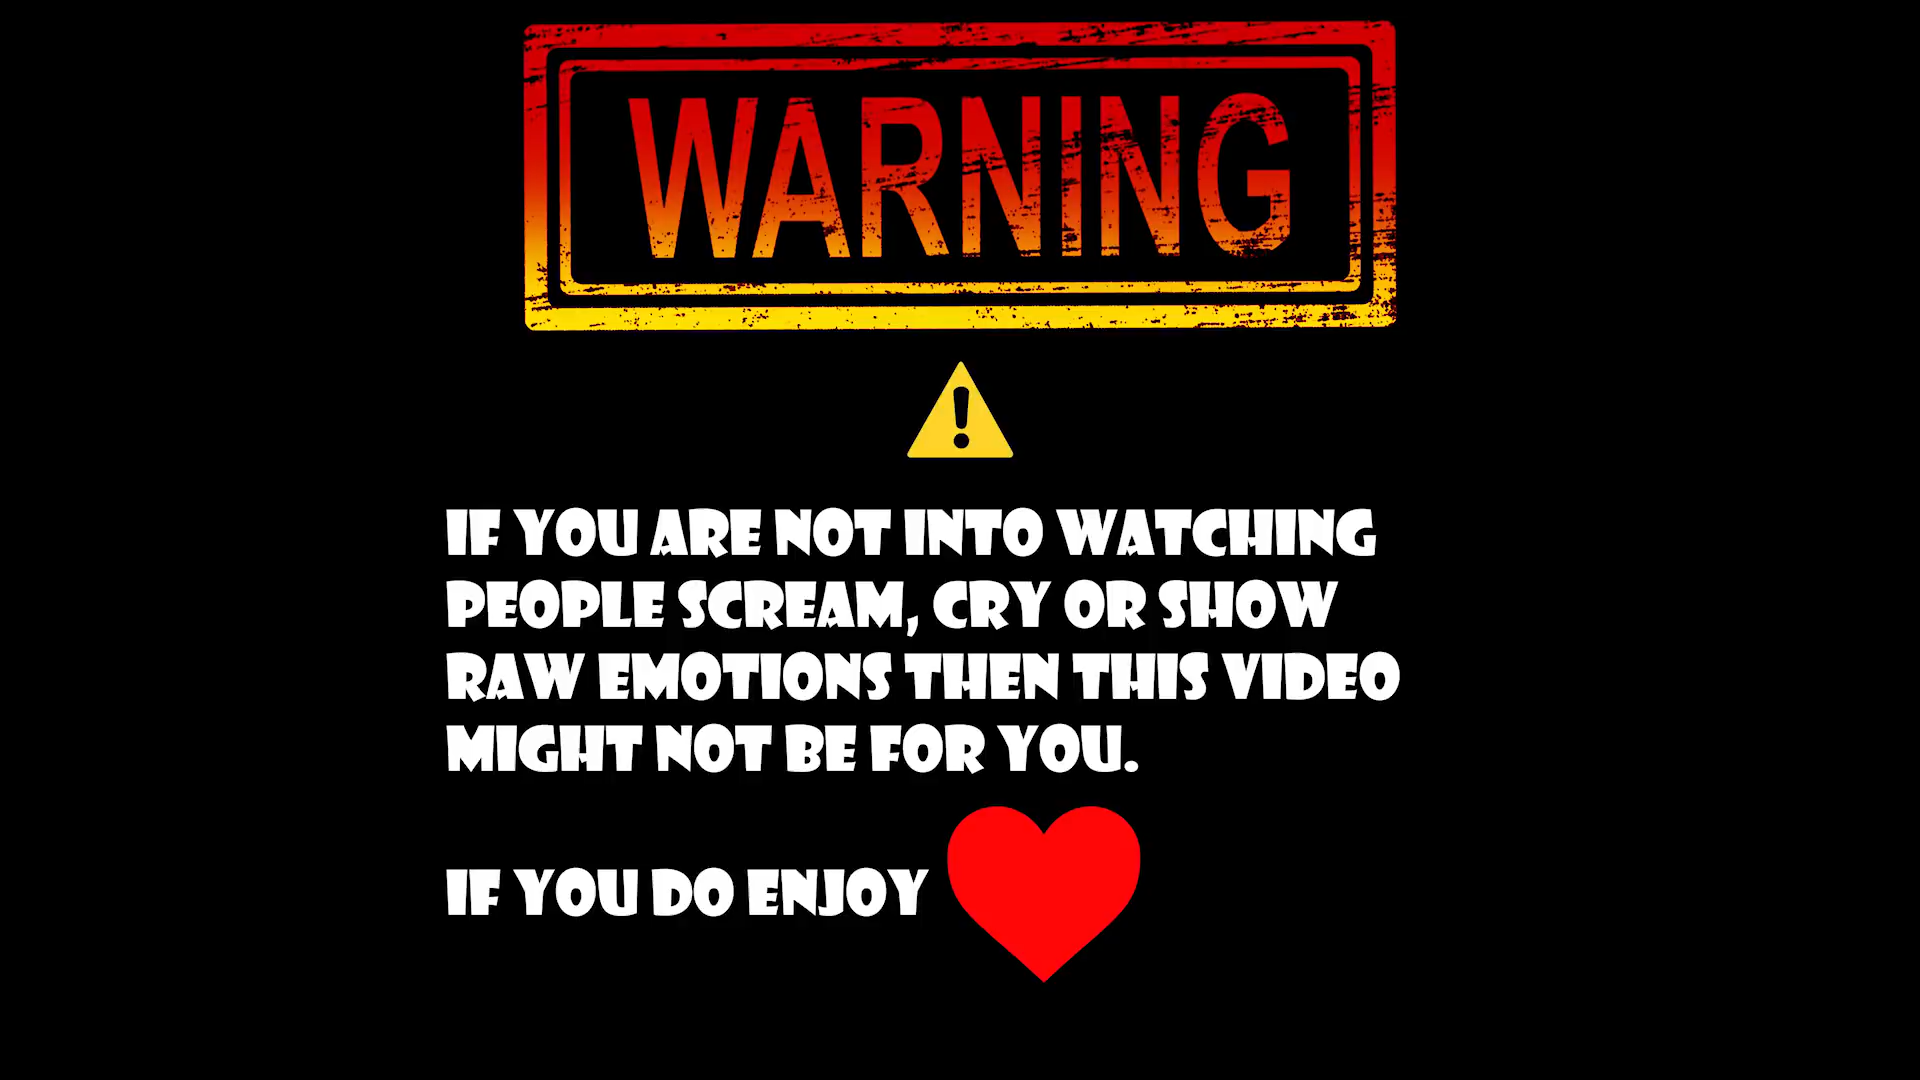 WARNING
IF YOU ARE NOT INTO WATCHING
PEOPLE SCREAM, CRY OR SHOW
RAW EMOTIONS THEN THIS VIDEO
MIGHT NOT BE FOR YOU.
IF YOU DO ENJOY